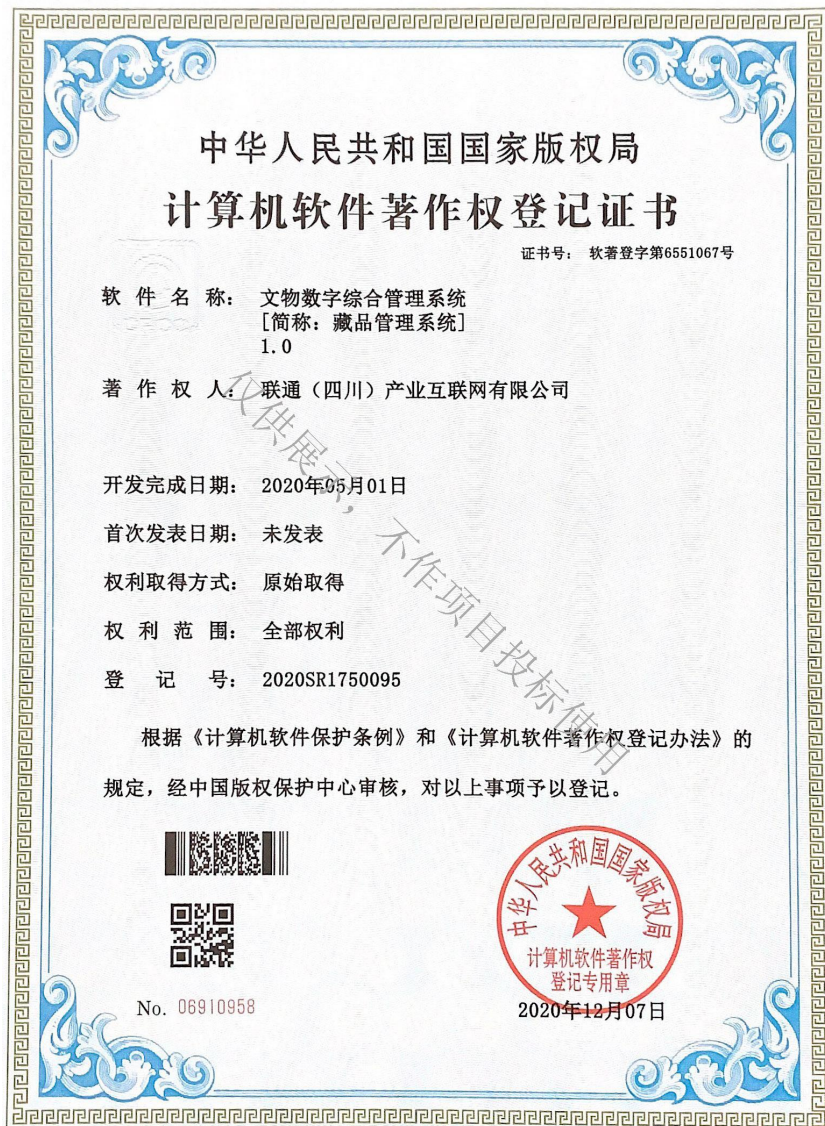 中华人民共和国国家版权局
计算机软件著作权登记证书
证书号： 软著登字第6551067号
软件名称： 文物数字综合管理系统
[简称：藏品管理系统]
1.0
著作权人： 联通（四川）产业互联网有限公司
开发完成日期： 2020年05月01日
首次发表日期： 未发表
权利取得方式： 原始取得
权利范围： 全部权利
登记号： 2020SR1750095
根据《计算机软件保护条例》和《计算机软件著作权登记办法》的
规定，经中国版权保护中心审核，对以上事项予以登记。
仅供展示，不作项目投标使用
中华人民共和国国家版权局
计算机软件著作权
登记专用章
No. 06910958
2020年12月07日